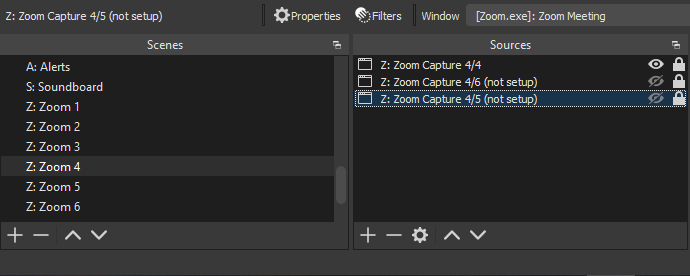 Z: Zoom Capture 4/5 (not setup) Properties Filters Window [Zoom.exe]: Zoom Meeting
Scenes
A: Alerts
S: Soundboard
Z: Zoom 1
Z: Zoom 2
Z: Zoom 3
Z: Zoom 4
Z: Zoom 5
Z: Zoom 6
Sources
Z: Zoom Capture 4/4
Z: Zoom Capture 4/6 (not setup)
Z: Zoom Capture 4/5 (not setup)